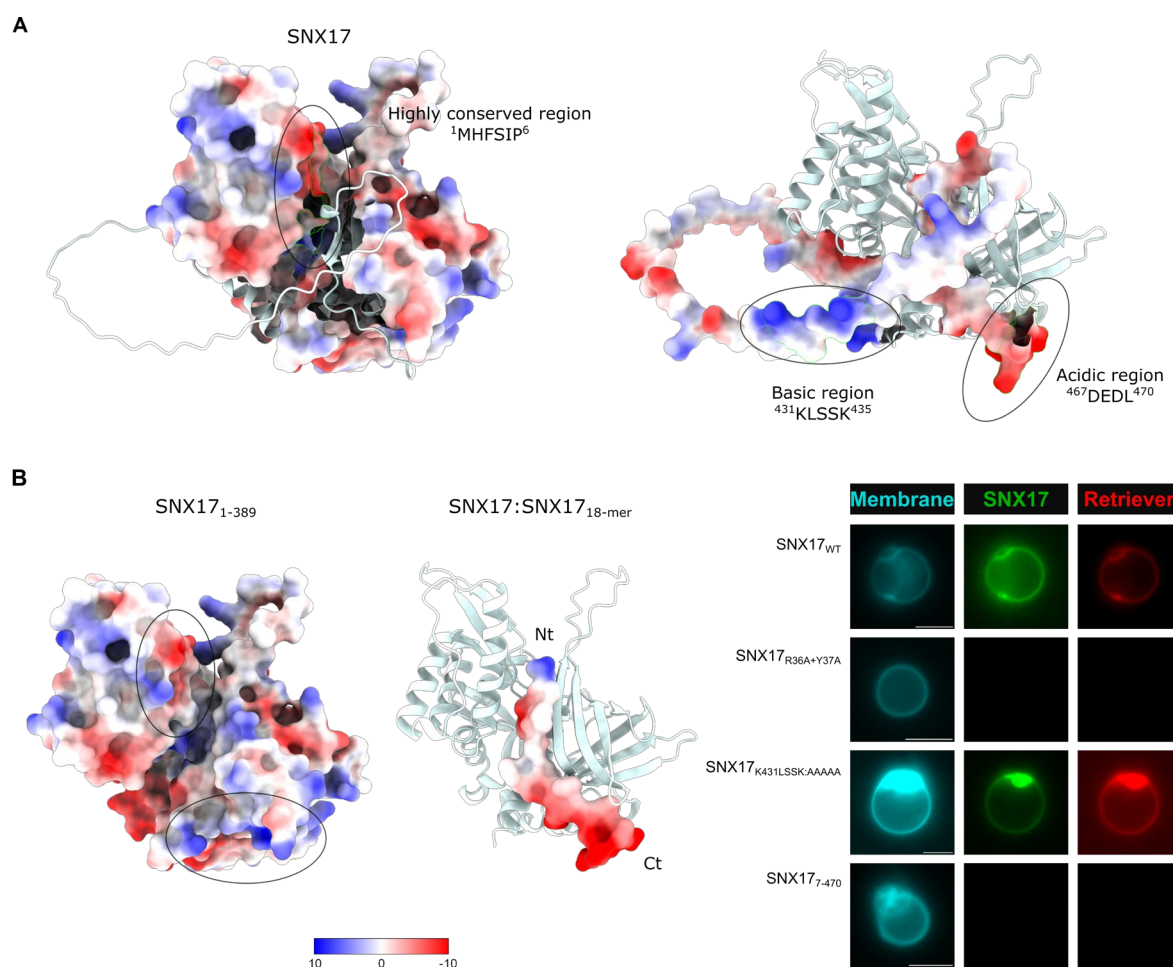 A
SNX17
Highly conserved region
¹MHFSIP⁶
Basic region
⁴³¹KLSSK⁴³⁵
Acidic region
⁴⁶⁷DEDL⁴⁷⁰
B
SNX17₁₋₃₈₉
SNX17:SNX17₁₈₋ₘₑᵣ
Nt
Ct
10 0 -10
Membrane SNX17 Retriever
SNX17WT
SNX17R36A+Y37A
SNX17K431LSSK:AAAAA
SNX17₇₋₄₇₀